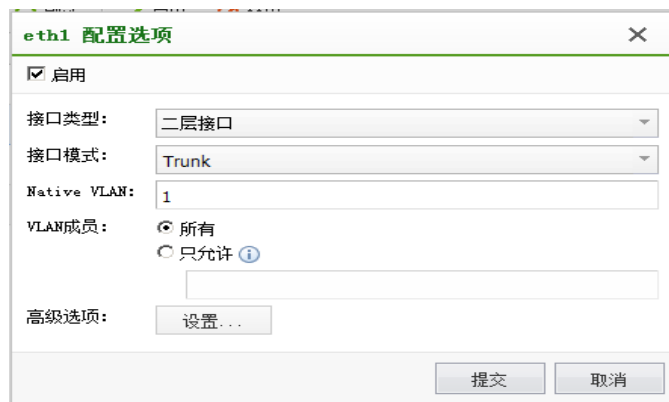 eth1 配置选项
启用
接口类型: 二层接口
接口模式: Trunk
Native VLAN: 1
VLAN成员: 所有
只允许
高级选项: 设置...
提交 取消